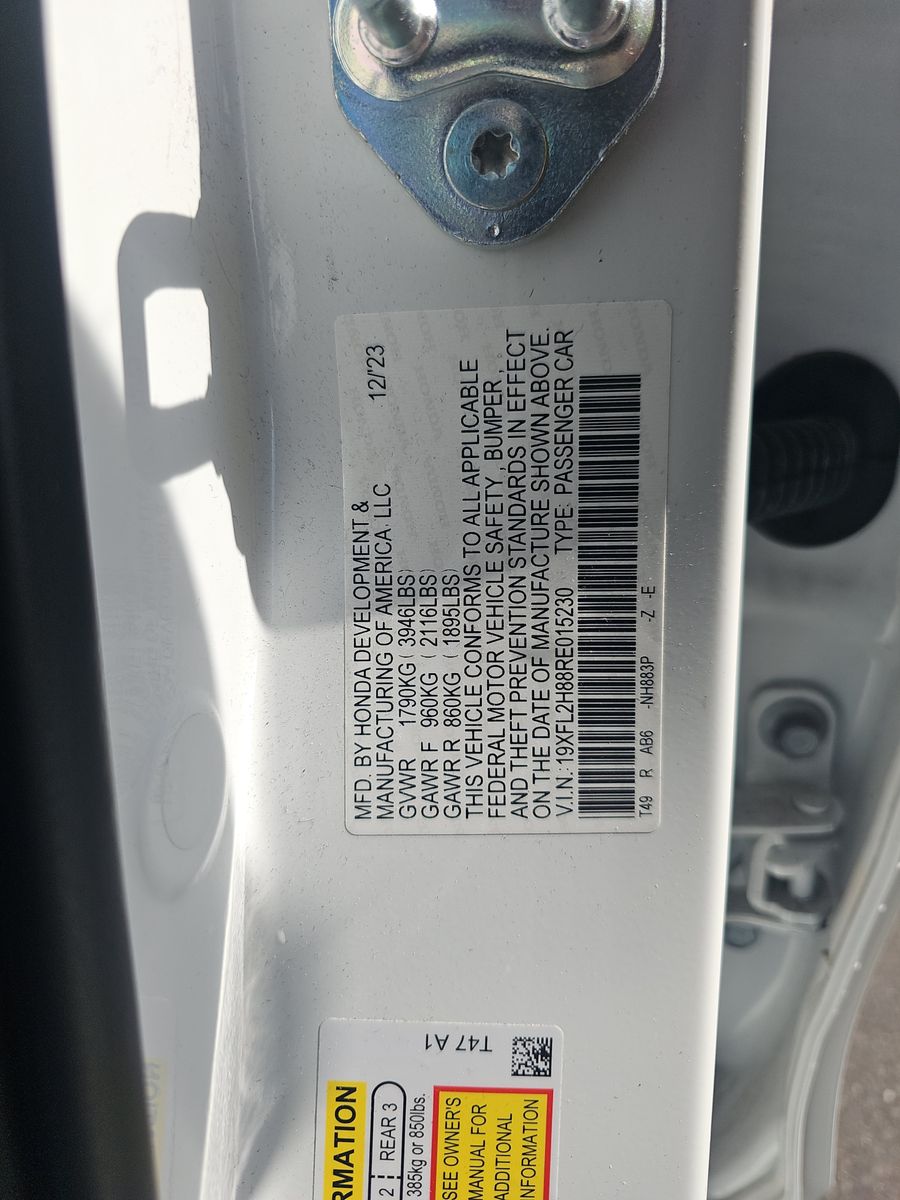 MFD. BY HONDA DEVELOPMENT &
MANUFACTURING OF AMERICA, LLC 12/'23
GVWR 1790KG ( 3946LBS)
GAWR F 960KG ( 2116LBS)
GAWR R 860KG ( 1895LBS)
THIS VEHICLE CONFORMS TO ALL APPLICABLE
FEDERAL MOTOR VEHICLE SAFETY, BUMPER ,
AND THEFT PREVENTION STANDARDS IN EFFECT
ON THE DATE OF MANUFACTURE SHOWN ABOVE.
V.I.N: 19XFL2H88RE015230 TYPE: PASSENGER CAR
T49 R AB6 -NH883P -Z -E
T47 A1
RMATION
2 REAR 3
385kg or 850lbs.
SEE OWNER'S
MANUAL FOR
ADDITIONAL
INFORMATION